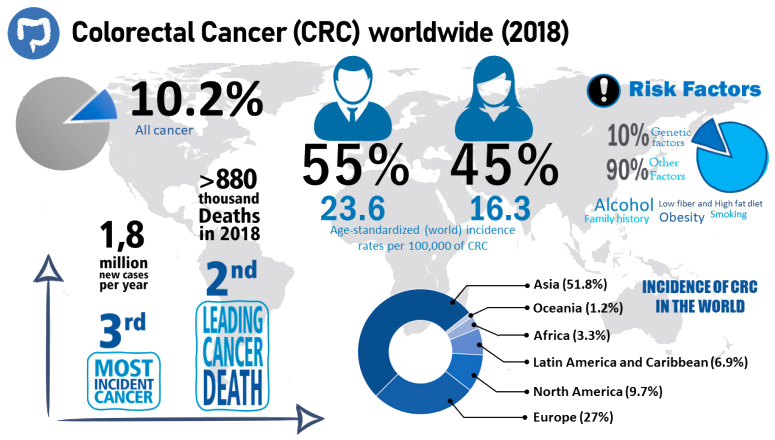 Colorectal Cancer (CRC) worldwide (2018)
10.2%
All cancer
55%
23.6
45%
16.3
Age-standardized (world) incidence
rates per 100,000 of CRC
! Risk Factors
10% Genetic
factors
90% Other
Factors
Alcohol
Low fiber and High fat diet
Family history
Obesity
Smoking
>880
thousand
Deaths
in 2018
2nd
LEADING
CANCER
DEATH
1,8
million
new cases
per year
3rd
MOST
INCIDENT
CANCER
INCIDENCE OF CRC
IN THE WORLD
Asia (51.8%)
Oceania (1.2%)
Africa (3.3%)
Latin America and Caribbean (6.9%)
North America (9.7%)
Europe (27%)